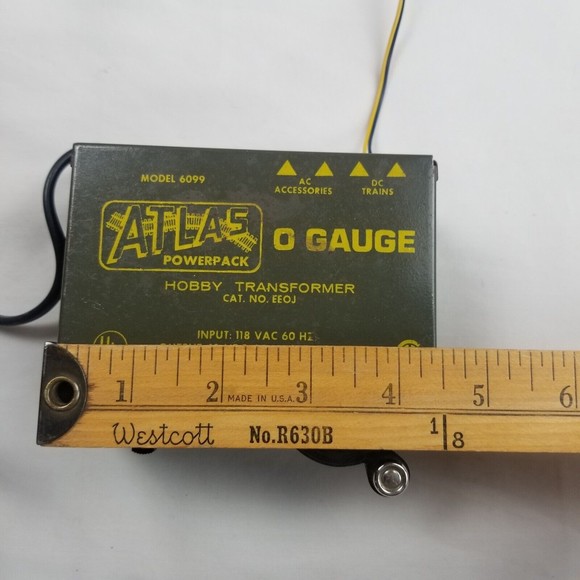 MODEL 6099
AC ACCESSORIES
DC TRAINS
ATLAS
POWERPACK
O GAUGE
HOBBY TRANSFORMER
CAT. NO. EEOJ
INPUT: 118 VAC 60 HZ
1 2 3 4 5 6
MADE IN U.S.A.
Westcott No. R630B 1/8